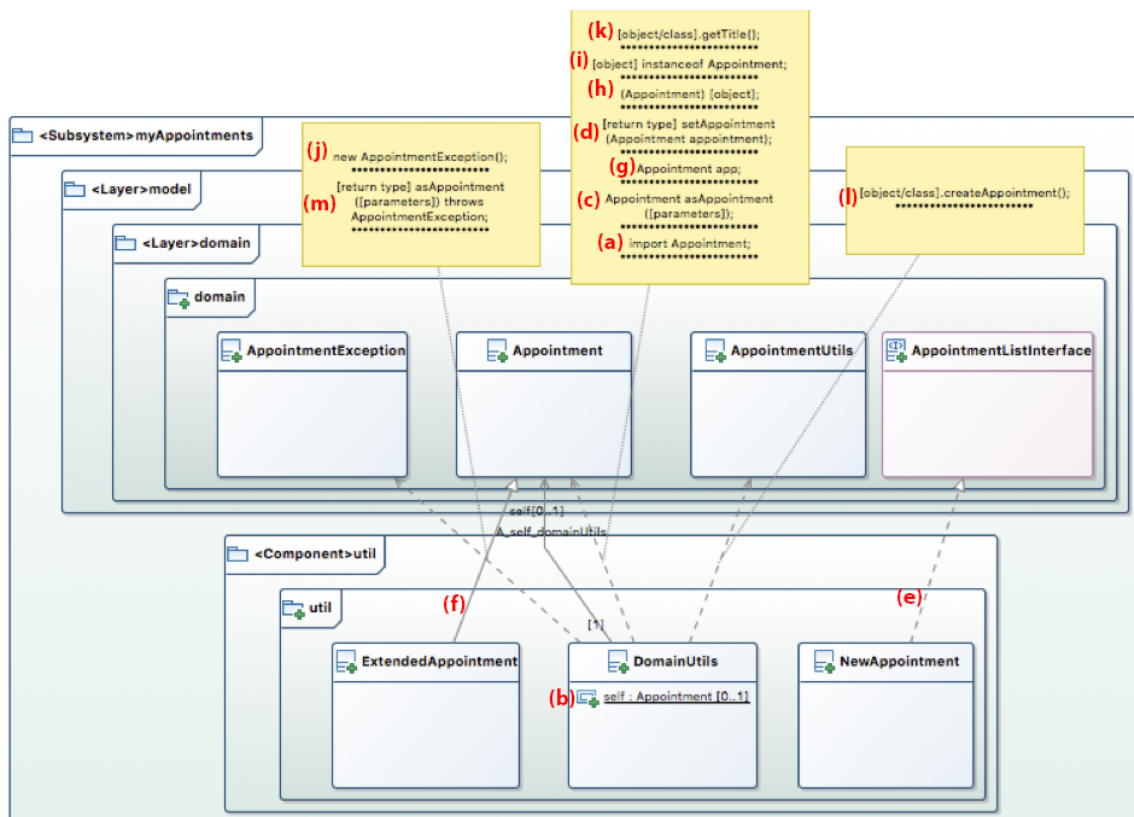 (k) [object/class].getTitle();
*************************
(i) [object] instanceof Appointment;
*************************
(h) (Appointment) [object];
*************************
(d) [return type] setAppointment
(Appointment appointment);
*************************
(g) Appointment app;
*************************
(c) Appointment asAppointment
([parameters]);
*************************
(a) import Appointment;
*************************
(j) new AppointmentException();
*************************
(m) [return type] asAppointment
([parameters]) throws
AppointmentException;
*************************
(l) [object/class].createAppointment();
*************************
<Subsystem>myAppointments
<Layer>model
<Layer>domain
domain
AppointmentException
Appointment
AppointmentUtils
AppointmentListInterface
self[0..1]
A_self_domainUtils
<Component>util
util
(f)
(e)
[1]
ExtendedAppointment
DomainUtils
NewAppointment
(b) self : Appointment [0..1]